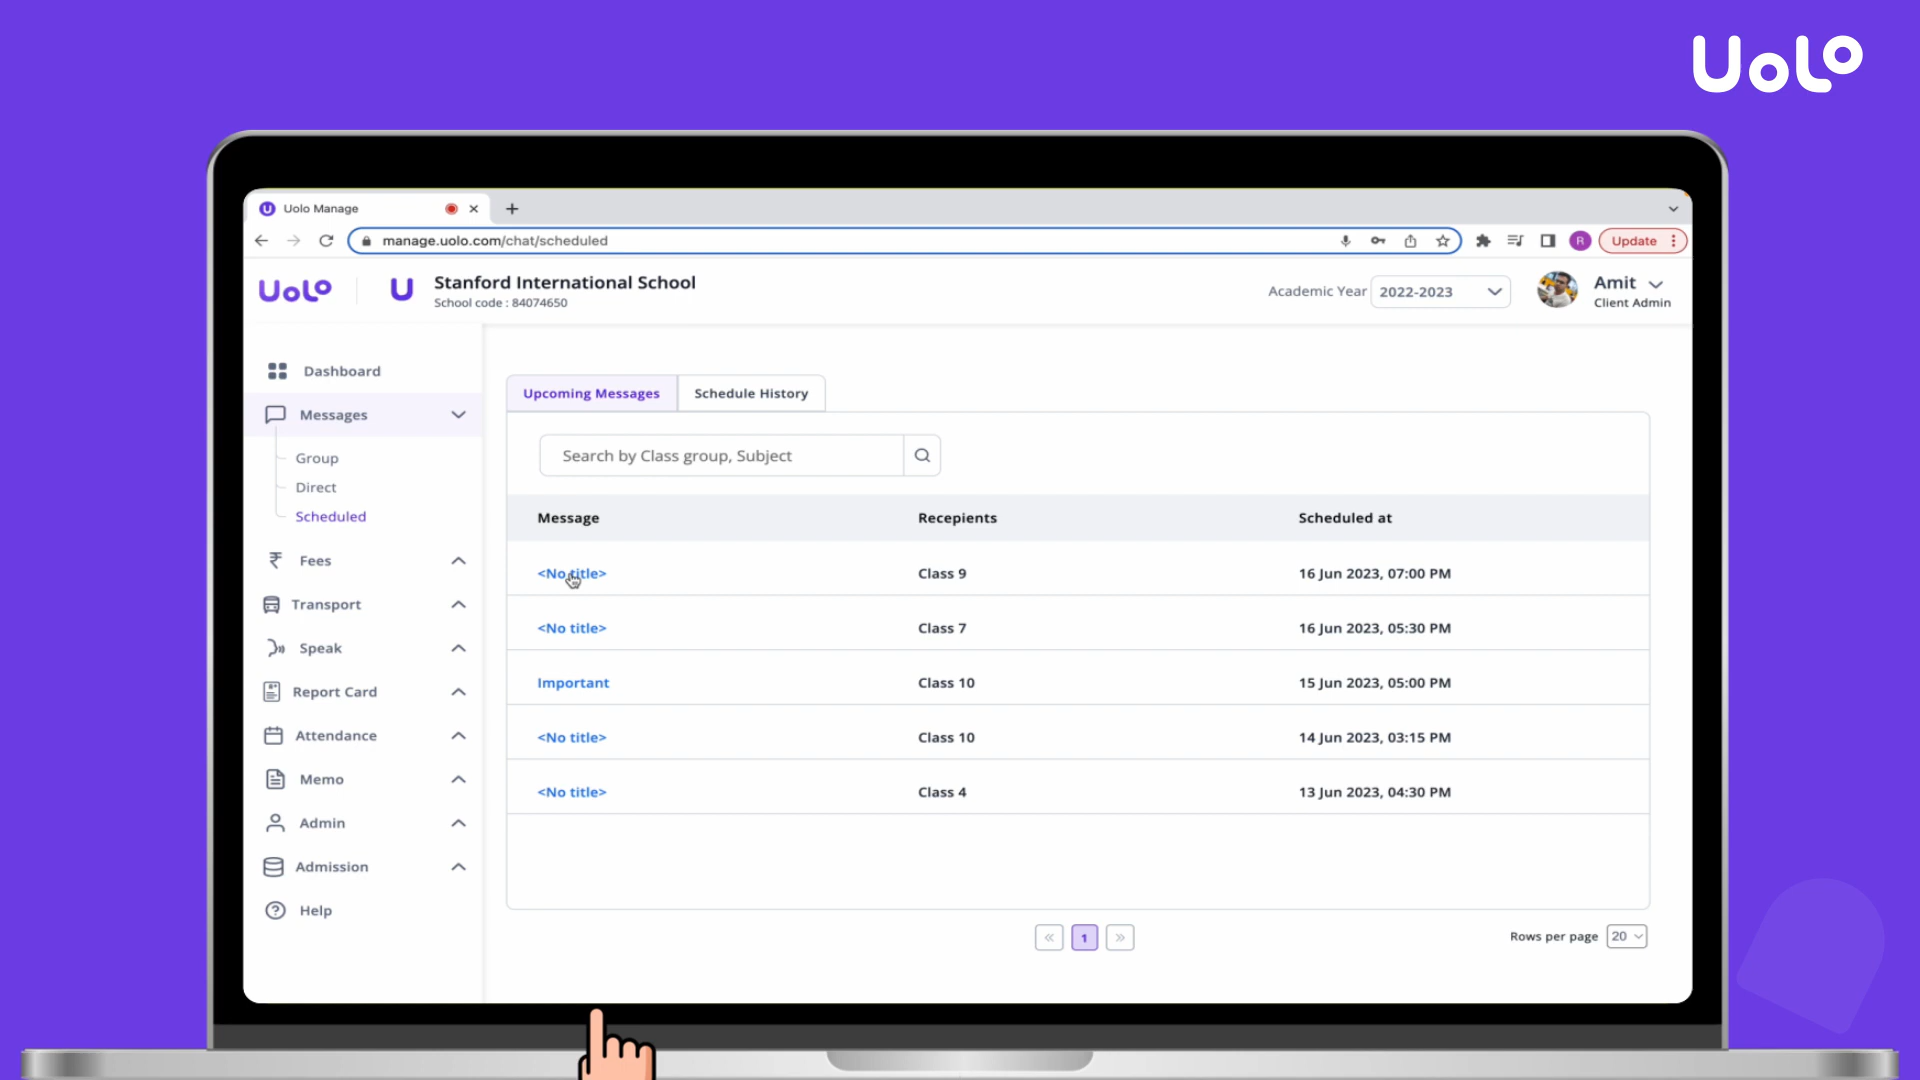 UOLO
Uolo Manage
manage.uolo.com/chat/scheduled
R
Update
UOLO
U
Stanford International School
School code : 84074650
Academic Year
2022-2023
Amit
Client Admin
Dashboard
Messages
Group
Direct
Scheduled
Fees
Transport
Speak
Report Card
Attendance
Memo
Admin
Admission
Help
Upcoming Messages
Schedule History
Search by Class group, Subject
Message Recepients Scheduled at
<No title> Class 9 16 Jun 2023, 07:00 PM
<No title> Class 7 16 Jun 2023, 05:30 PM
Important Class 10 15 Jun 2023, 05:00 PM
<No title> Class 10 14 Jun 2023, 03:15 PM
<No title> Class 4 13 Jun 2023, 04:30 PM
« 1 »
Rows per page 20